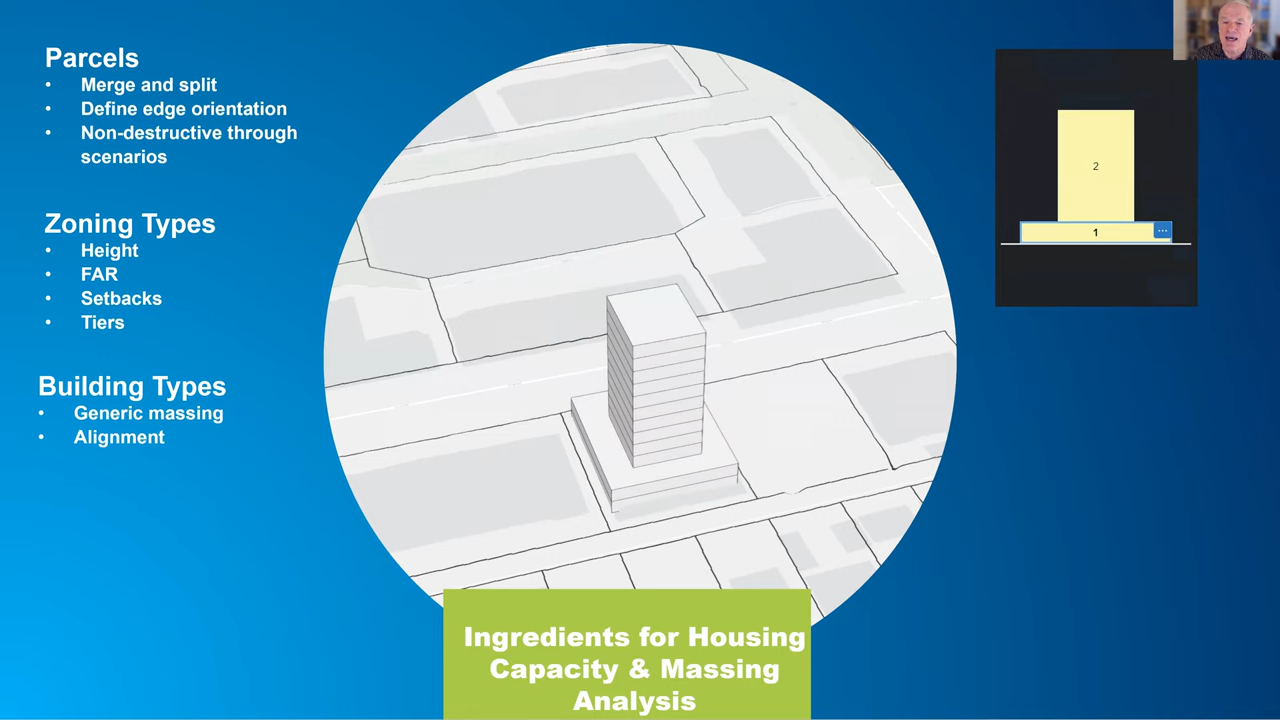 Parcels
• Merge and split
• Define edge orientation
• Non-destructive through
scenarios
Zoning Types
• Height
• FAR
• Setbacks
• Tiers
Building Types
• Generic massing
• Alignment
2
1
Ingredients for Housing
Capacity & Massing
Analysis